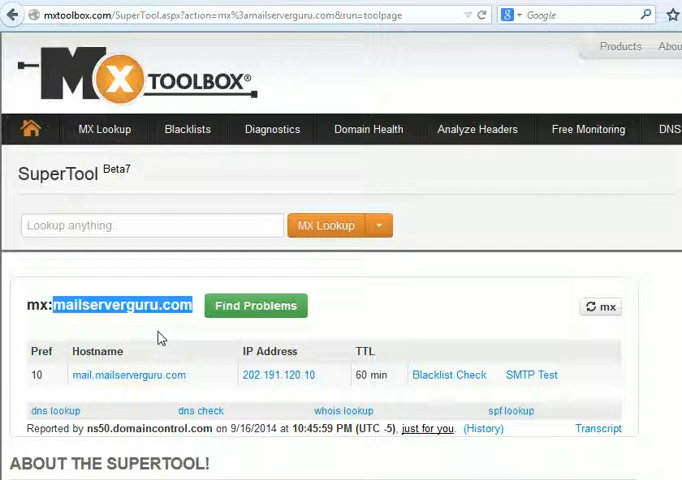 mxtoolbox.com/SuperTool.aspx?action=mx%3amailserverguru.com&run=toolpage
Google
Products
Abou
Mx TOOLBOX®
MX Lookup
Blacklists
Diagnostics
Domain Health
Analyze Headers
Free Monitoring
DNS
SuperTool Beta7
Lookup anything.
MX Lookup
mx:mailserverguru.com
Find Problems
mx
Pref Hostname IP Address TTL
10 mail.mailserverguru.com 202.191.120.10 60 min Blacklist Check SMTP Test
dns lookup dns check whois lookup spf lookup
Reported by ns50.domaincontrol.com on 9/16/2014 at 10:45:59 PM (UTC -5), just for you. (History) Transcript
ABOUT THE SUPERTOOL!